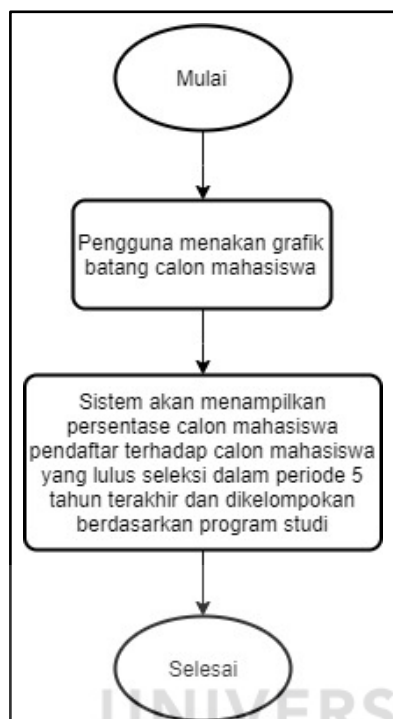 Mulai
Pengguna menakan grafik
batang calon mahasiswa
Sistem akan menampilkan
persentase calon mahasiswa
pendaftar terhadap calon mahasiswa
yang lulus seleksi dalam periode 5
tahun terakhir dan dikelompokan
berdasarkan program studi
Selesai
UNIVERS